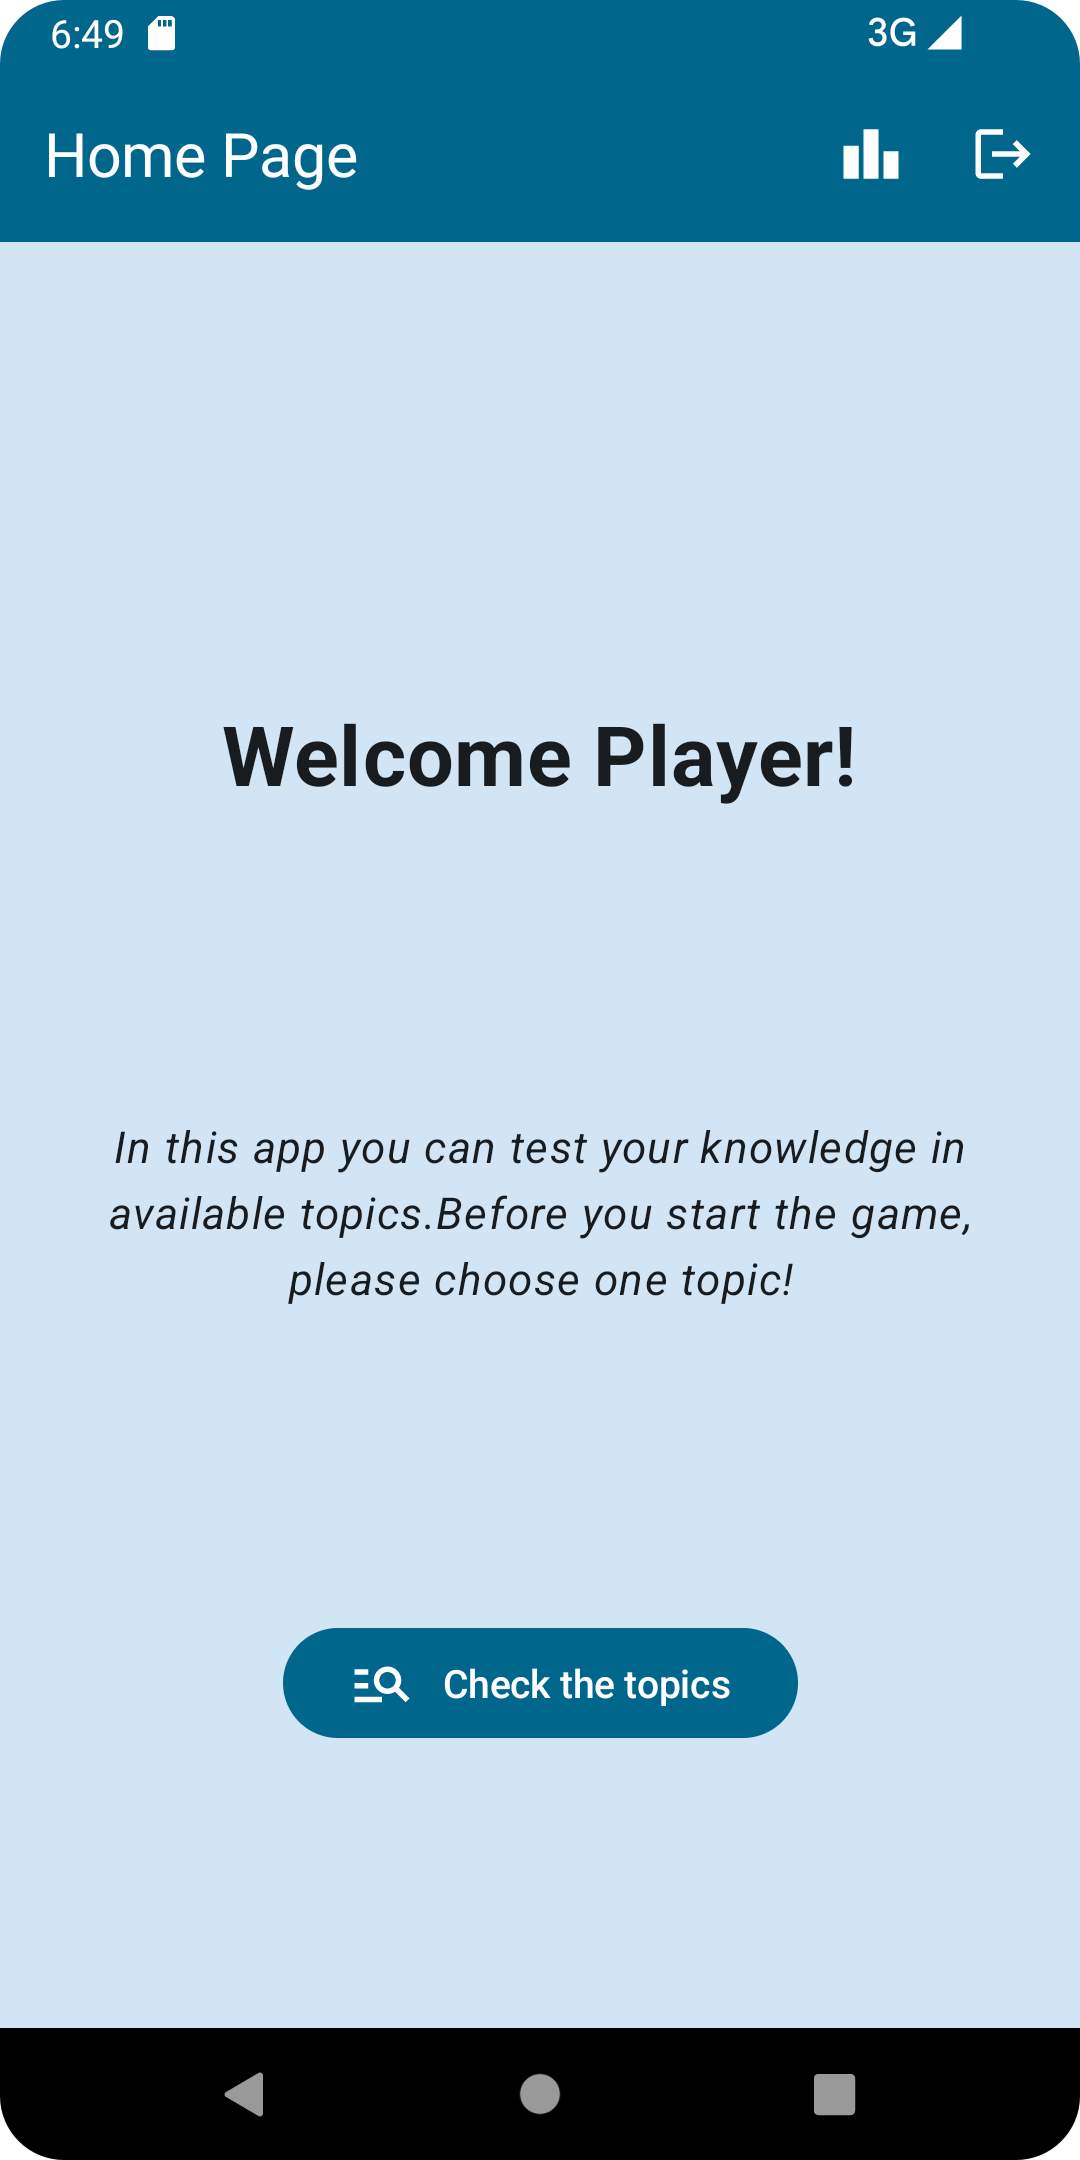 6:49
3G
Home Page
Welcome Player!
In this app you can test your knowledge in
available topics.Before you start the game,
please choose one topic!
Check the topics